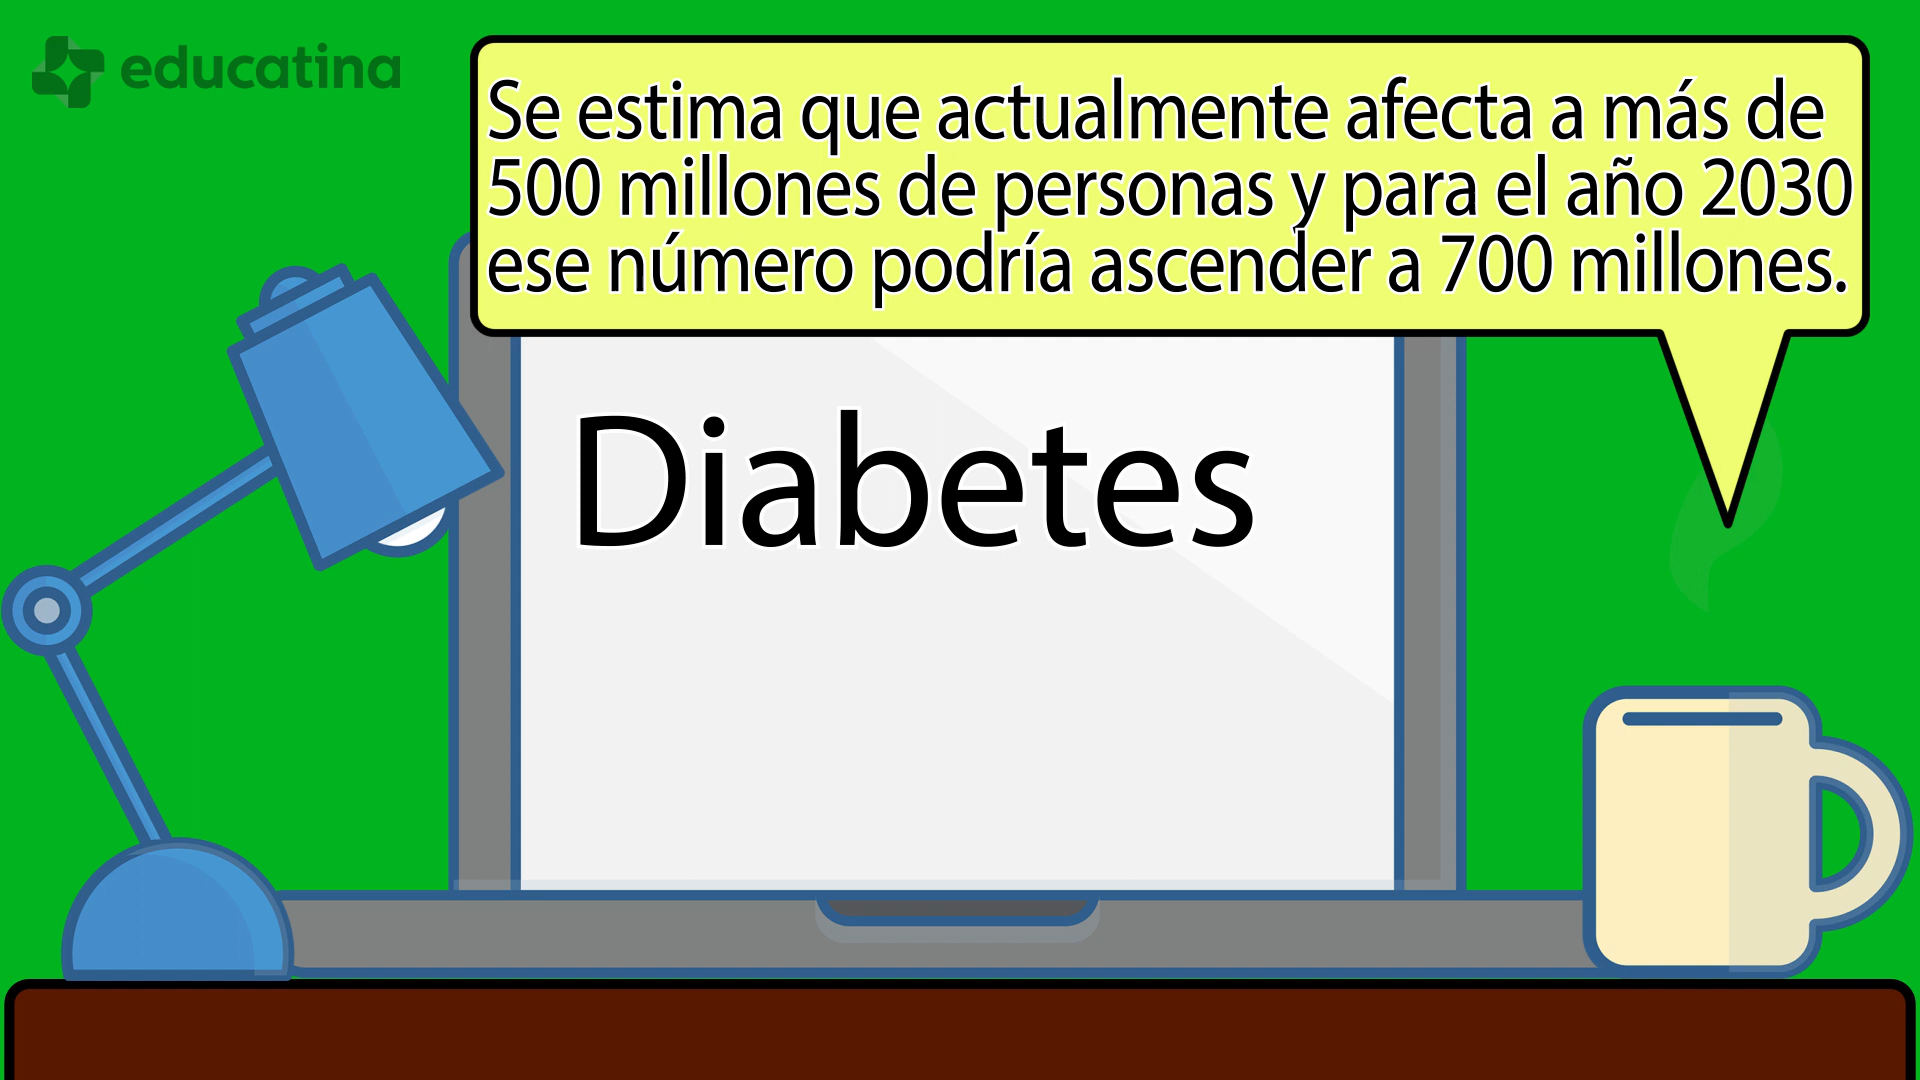 educatina
Se estima que actualmente afecta a más de
500 millones de personas y para el año 2030
ese número podría ascender a 700 millones.
Diabetes